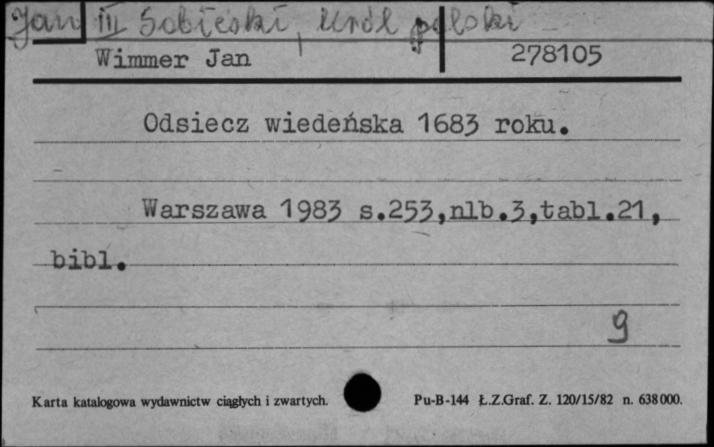 Jan III Sobieski, król polski
Wimmer Jan 278105
Odsiecz wiedeńska 1683 roku.
Warszawa 1983 s.253,nlb.3,tabl.21,
bibl.
9
Karta katalogowa wydawnictw ciągłych i zwartych. Pu-B-144 Ł.Z.Graf. Z. 120/15/82 n. 638000.